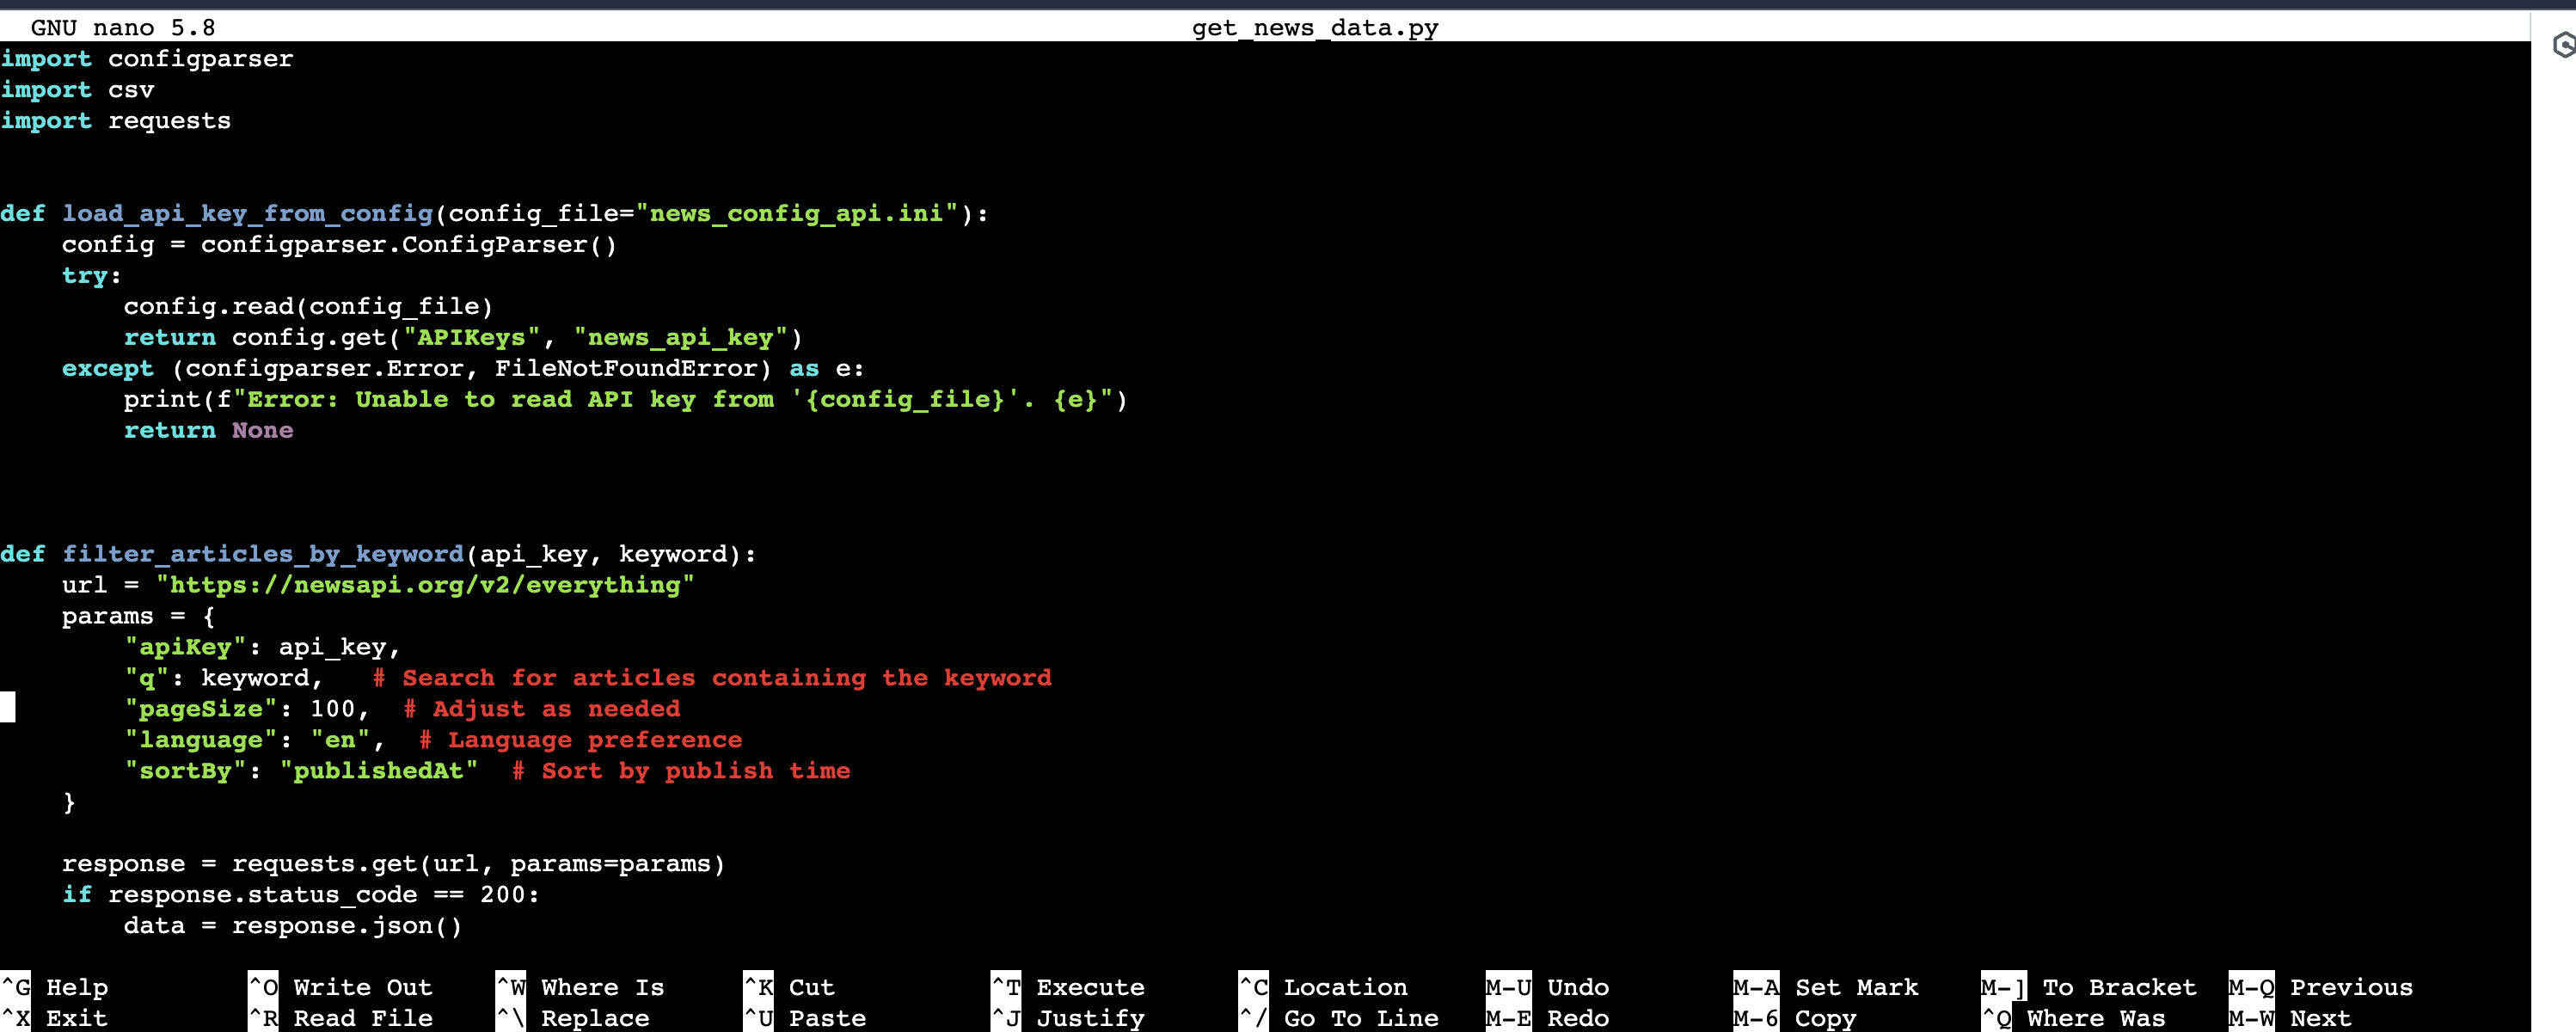 GNU nano 5.8 get_news_data.py
import configparser
import csv
import requests
def load_api_key_from_config(config_file="news_config_api.ini"):
    config = configparser.ConfigParser()
    try:
        config.read(config_file)
        return config.get("APIKeys", "news_api_key")
    except (configparser.Error, FileNotFoundError) as e:
        print(f"Error: Unable to read API key from '{config_file}'. {e}")
        return None
def filter_articles_by_keyword(api_key, keyword):
    url = "https://newsapi.org/v2/everything"
    params = {
        "apiKey": api_key,
        "q": keyword,   # Search for articles containing the keyword
        "pageSize": 100,  # Adjust as needed
        "language": "en",  # Language preference
        "sortBy": "publishedAt"  # Sort by publish time
    }
    response = requests.get(url, params=params)
    if response.status_code == 200:
        data = response.json()
^G Help ^O Write Out ^W Where Is ^K Cut ^T Execute ^C Location M-U Undo M-A Set Mark M-] To Bracket M-Q Previous
^X Exit ^R Read File ^\ Replace ^U Paste ^J Justify ^/ Go To Line M-E Redo M-6 Copy ^Q Where Was M-W Next